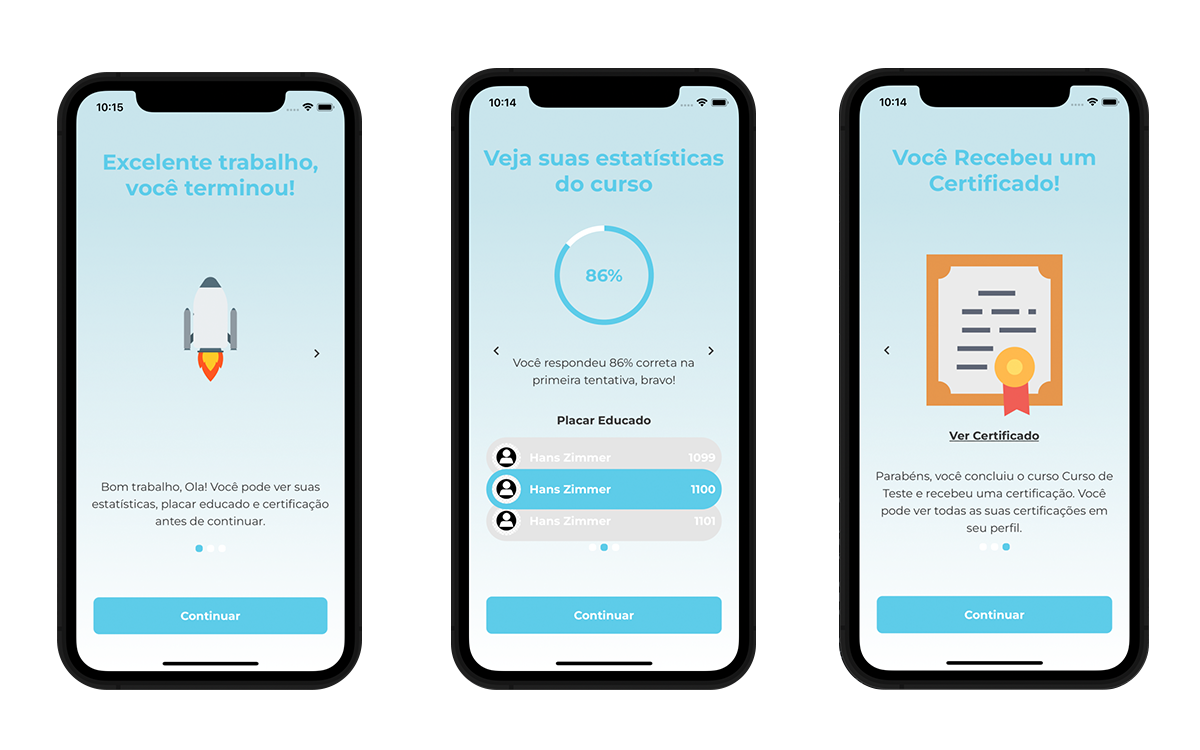 10:15
Excelente trabalho,
você terminou!
Bom trabalho, Ola! Você pode ver suas
estatísticas, placar educado e certificação
antes de continuar.
Continuar
10:14
Veja suas estatísticas
do curso
86%
Você respondeu 86% correta na
primeira tentativa, bravo!
Placar Educado
Hans Zimmer 1099
Hans Zimmer 1100
Hans Zimmer 1101
Continuar
10:14
Você Recebeu um
Certificado!
Ver Certificado
Parabéns, você concluiu o curso Curso de
Teste e recebeu uma certificação. Você
pode ver todas as suas certificações em
seu perfil.
Continuar